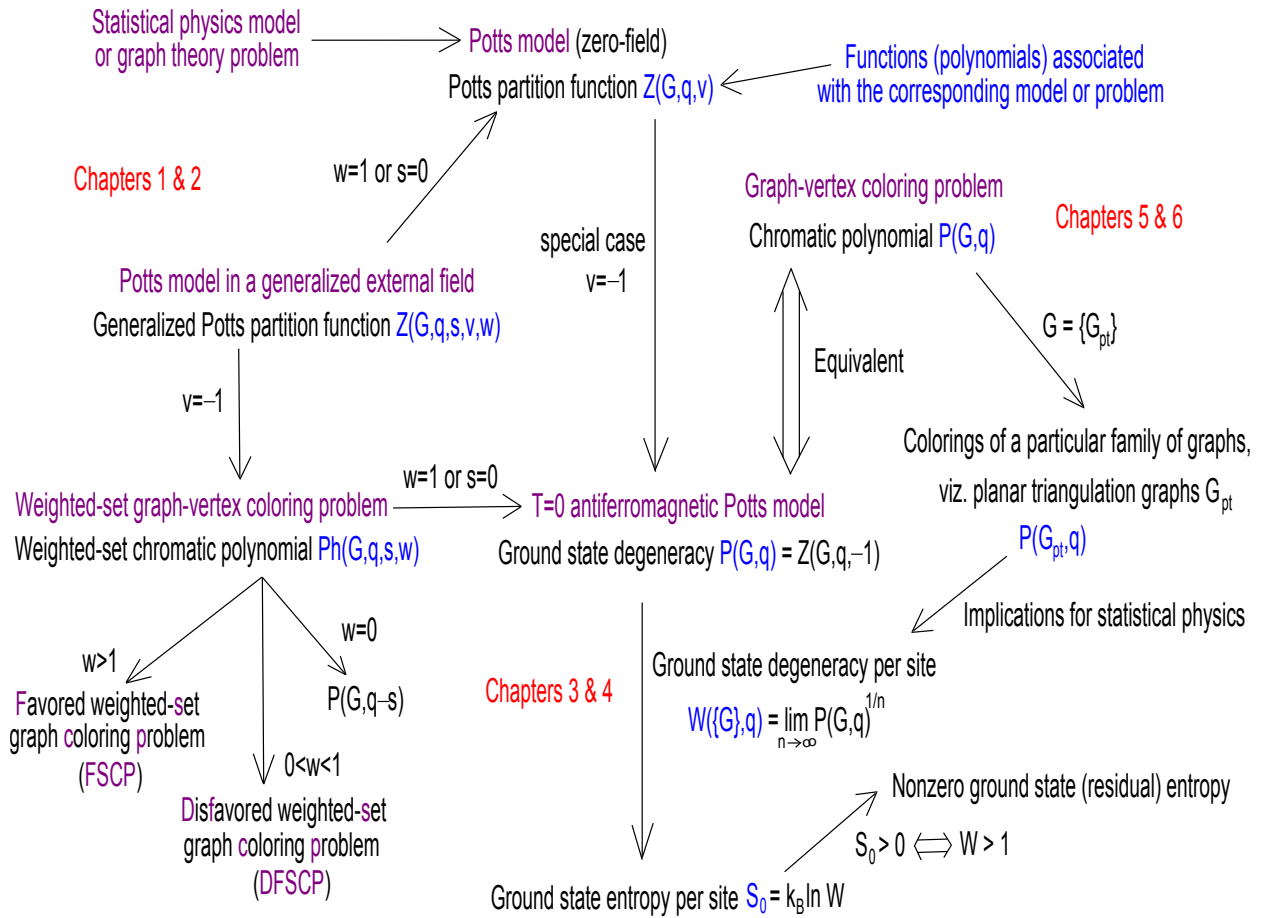 Statistical physics model
or graph theory problem
Potts model (zero-field)
Potts partition function Z(G,q,v)
Functions (polynomials) associated
with the corresponding model or problem
Chapters 1 & 2
w=1 or s=0
special case
v=−1
Graph-vertex coloring problem
Chromatic polynomial P(G,q)
Chapters 5 & 6
Potts model in a generalized external field
Generalized Potts partition function Z(G,q,s,v,w)
v=−1
Equivalent
G = {G_pt}
Colorings of a particular family of graphs,
viz. planar triangulation graphs G_pt
P(G_pt,q)
Weighted-set graph-vertex coloring problem
Weighted-set chromatic polynomial Ph(G,q,s,w)
w=1 or s=0
T=0 antiferromagnetic Potts model
Ground state degeneracy P(G,q) = Z(G,q,−1)
Implications for statistical physics
w>1
Favored weighted-set
graph coloring problem
(FSCP)
w=0
P(G,q−s)
0<w<1
Disfavored weighted-set
graph coloring problem
(DFSCP)
Chapters 3 & 4
Ground state degeneracy per site
W({G},q) = lim P(G,q)^1/n
n→∞
Nonzero ground state (residual) entropy
S_0 > 0 ⟺ W > 1
Ground state entropy per site S_0 = k_B ln W